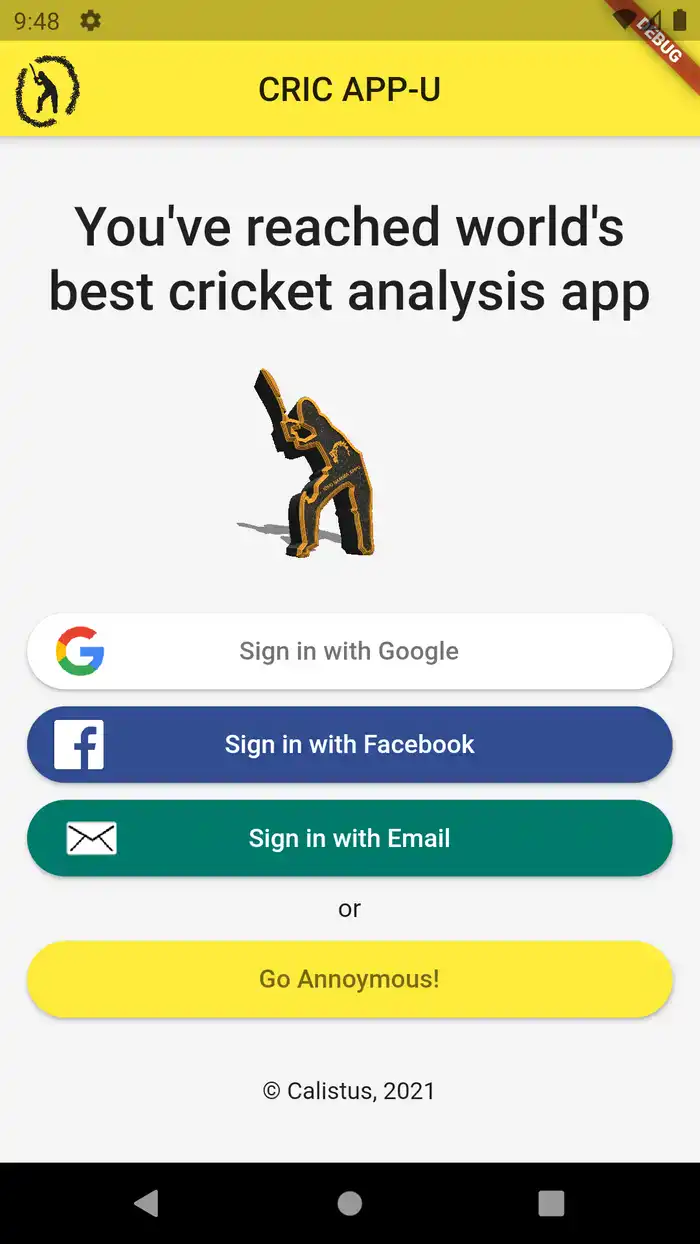 9:48
DEBUG
CRIC APP-U
You've reached world's
best cricket analysis app
Sign in with Google
Sign in with Facebook
Sign in with Email
or
Go Annoymous!
© Calistus, 2021